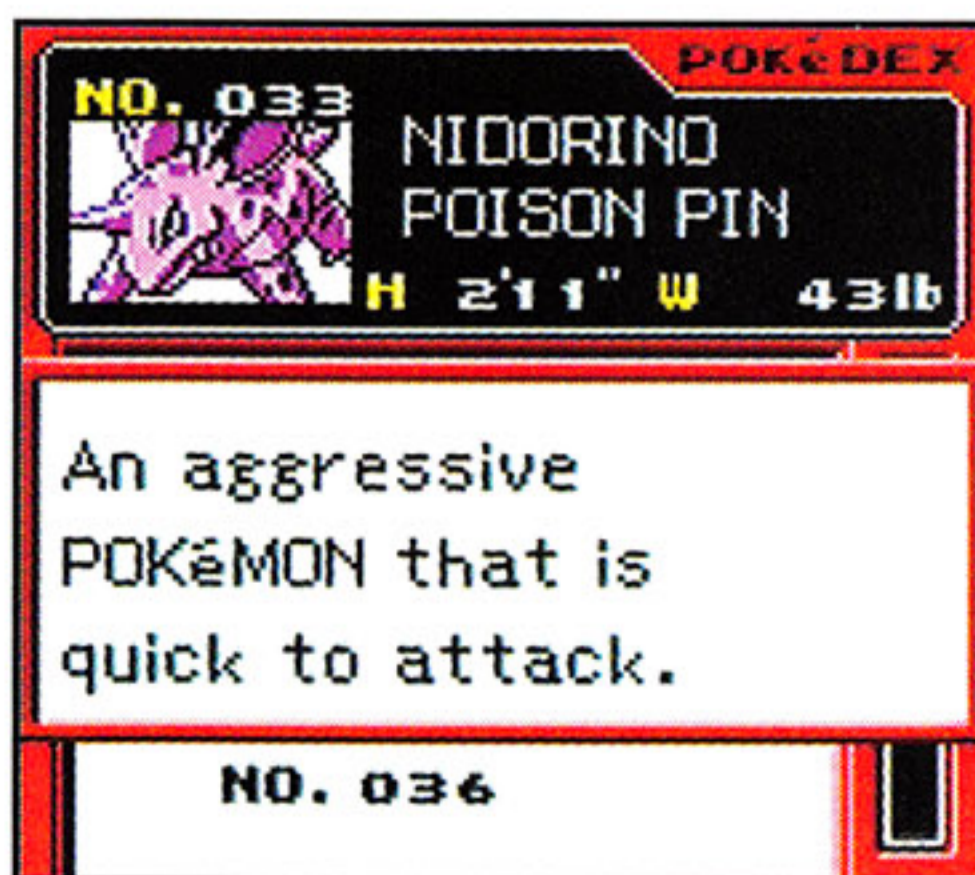 POKéDEX
NO. 033
NIDORINO
POISON PIN
H 2'11" W 43lb
An aggressive
POKéMON that is
quick to attack.
NO. 036